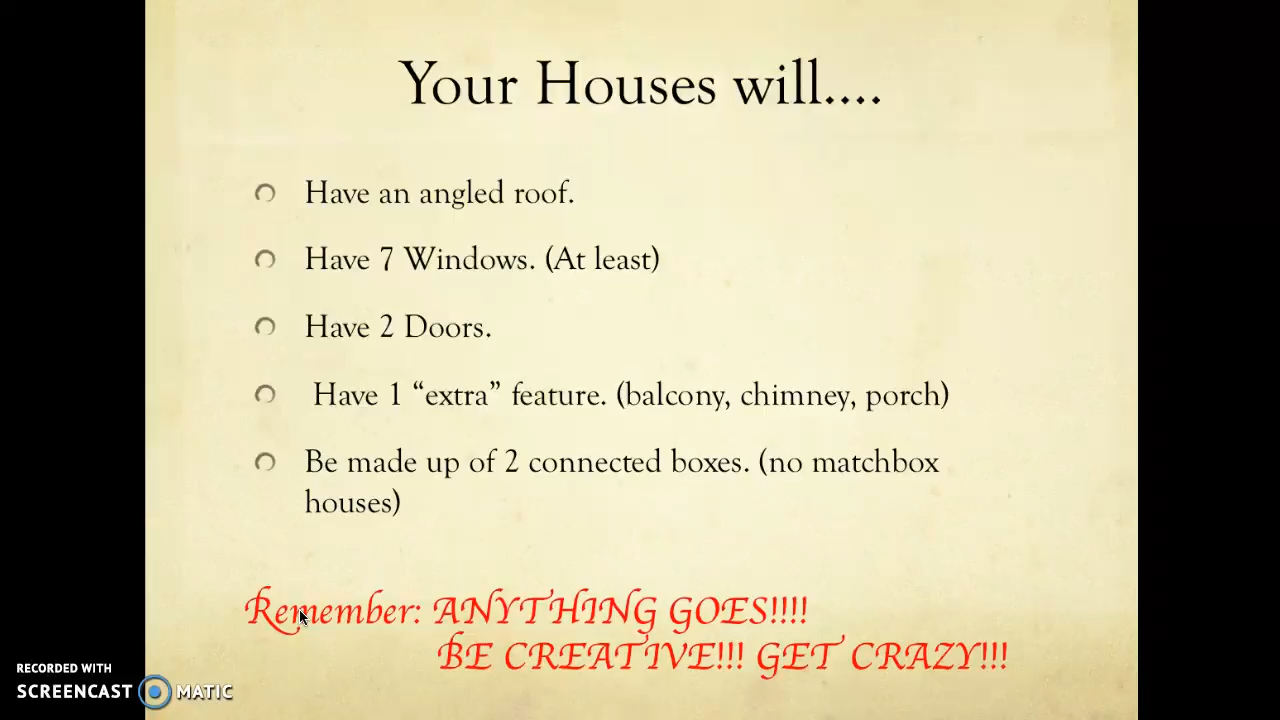 Your Houses will....
Have an angled roof.
Have 7 Windows. (At least)
Have 2 Doors.
Have 1 “extra” feature. (balcony, chimney, porch)
Be made up of 2 connected boxes. (no matchbox
houses)
Remember: ANYTHING GOES!!!!
BE CREATIVE!!! GET CRAZY!!!
RECORDED WITH
SCREENCAST MATIC